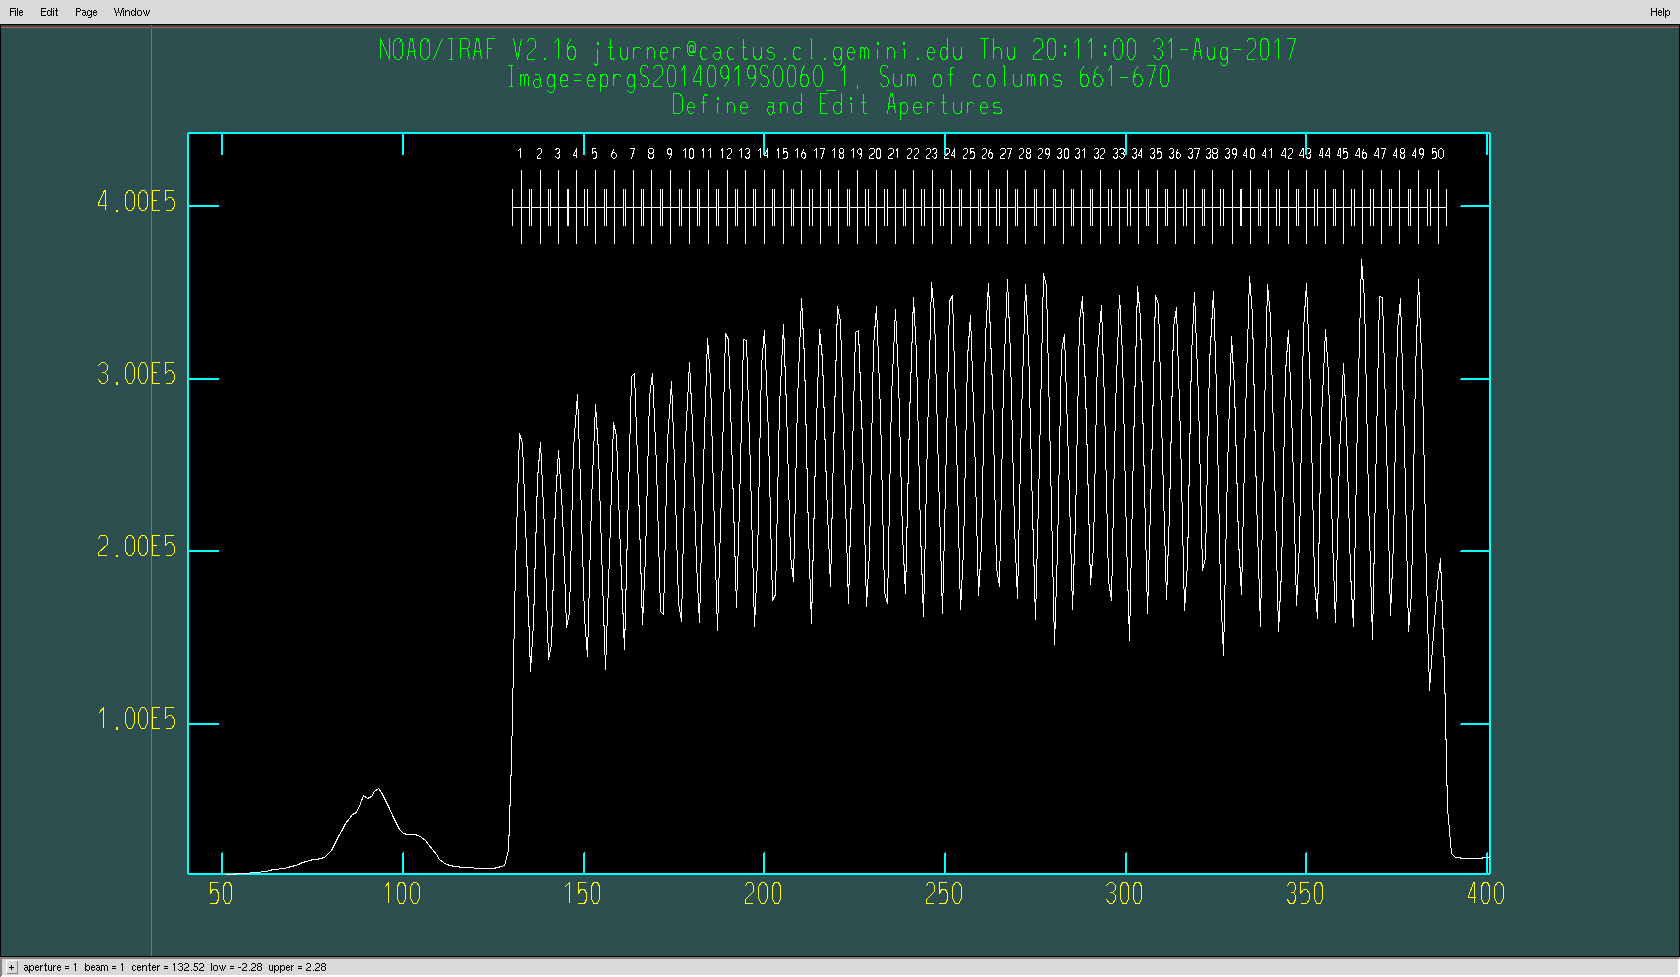 File Edit Page Window Help
NOAO/IRAF V2.16 jturner@cactus.cl.gemini.edu Thu 20:11:00 31-Aug-2017
Image=eprgS20140919S0060_1, Sum of columns 661-670
Define and Edit Apertures
1 2 3 4 5 6 7 8 9 10 11 12 13 14 15 16 17 18 19 20 21 22 23 24 25 26 27 28 29 30 31 32 33 34 35 36 37 38 39 40 41 42 43 44 45 46 47 48 49 50
4.00E5
3.00E5
2.00E5
1.00E5
50 100 150 200 250 300 350 400
+ aperture = 1 beam = 1 center = 132.52 low = -2.28 upper = 2.28